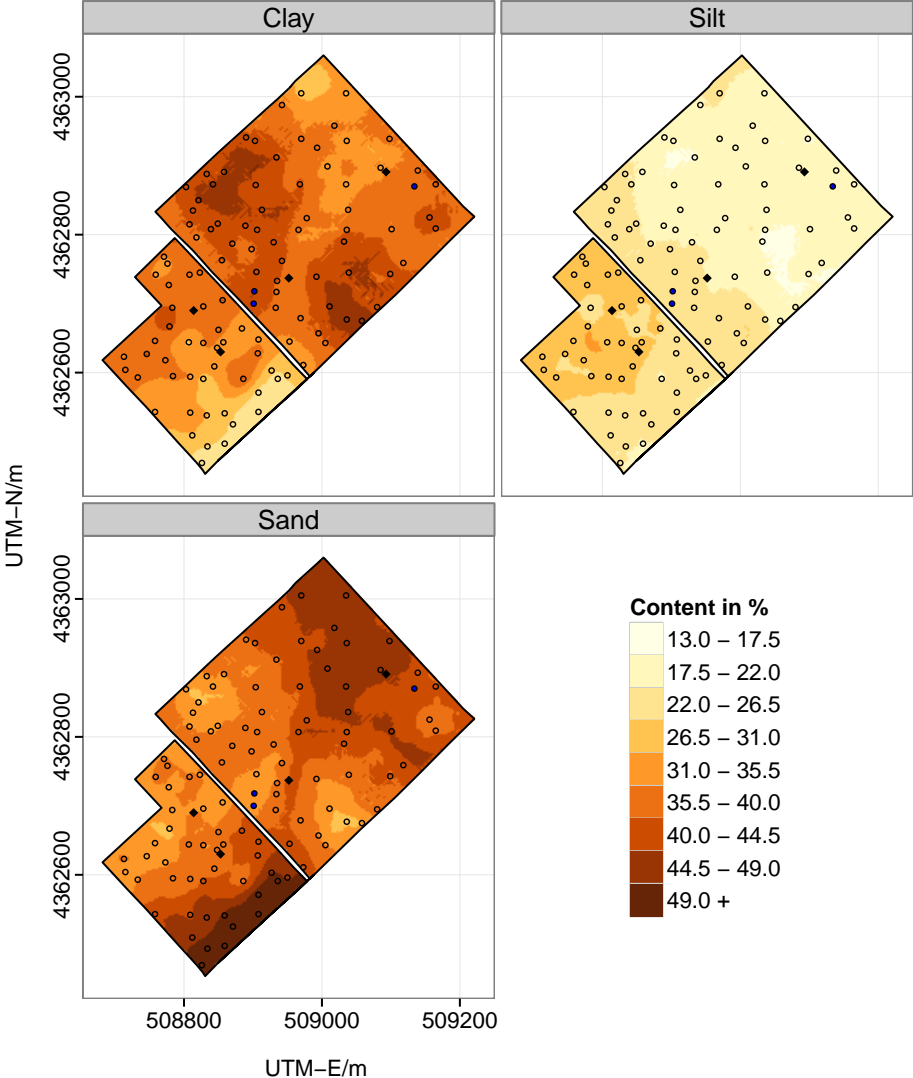 Clay
Silt
4363000
4362800
4362600
UTM−N/m
Sand
4363000
4362800
4362600
508800
509000
509200
UTM−E/m
Content in %
13.0 − 17.5
17.5 − 22.0
22.0 − 26.5
26.5 − 31.0
31.0 − 35.5
35.5 − 40.0
40.0 − 44.5
44.5 − 49.0
49.0 +